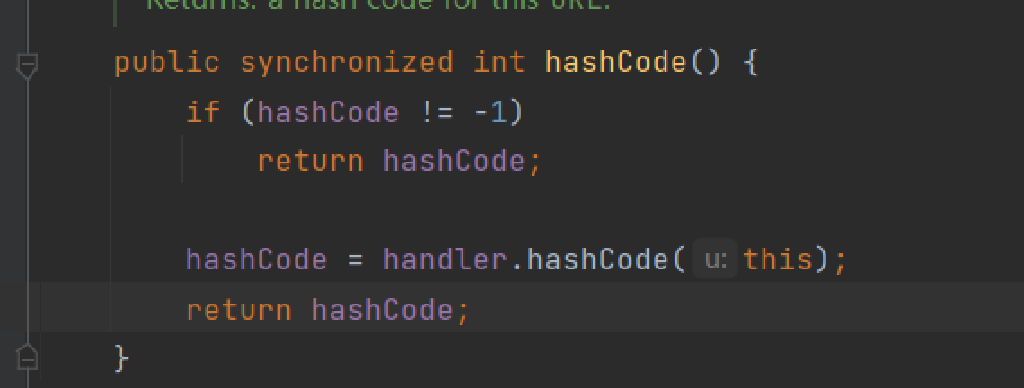 Returns: a hash code for this URL.
public synchronized int hashCode() {
if (hashCode != -1)
return hashCode;
hashCode = handler.hashCode( u: this);
return hashCode;
}